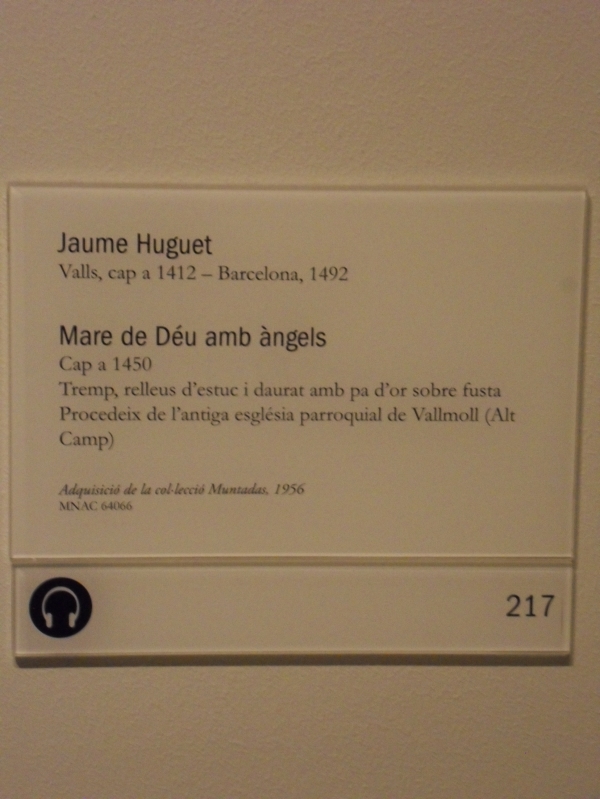 Jaume Huguet
Valls, cap a 1412 – Barcelona, 1492
Mare de Déu amb àngels
Cap a 1450
Tremp, relleus d'estuc i daurat amb pa d'or sobre fusta
Procedeix de l'antiga església parroquial de Vallmoll (Alt
Camp)
Adquisició de la col·lecció Muntadas, 1956
MNAC 64066
217